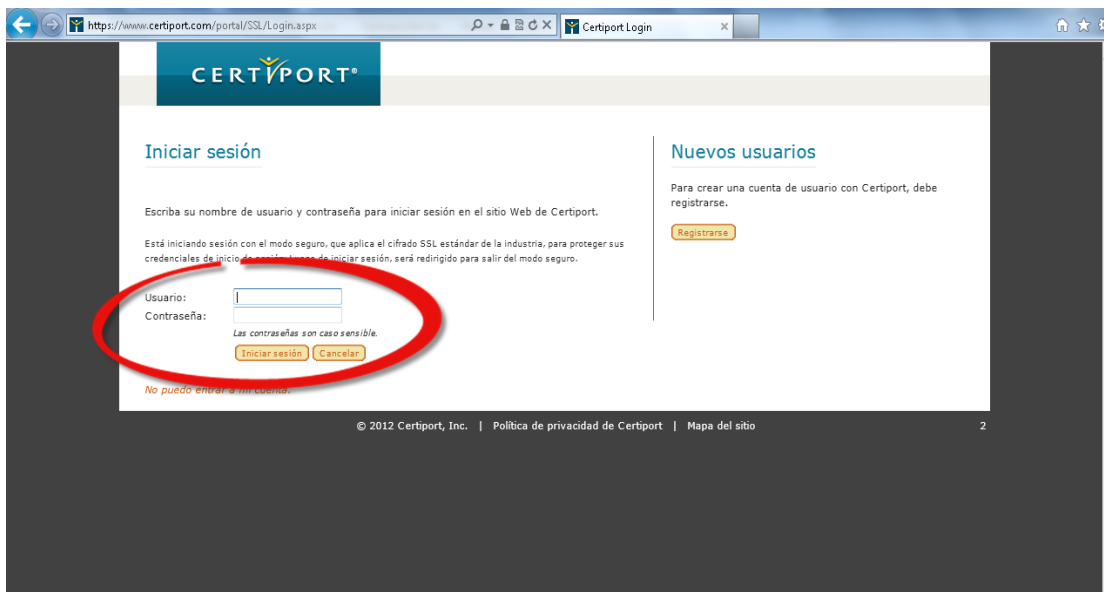 https://www.certiport.com/portal/SSL/Login.aspx
Certiport Login
CERTIPORT®
Iniciar sesión
Escriba su nombre de usuario y contraseña para iniciar sesión en el sitio Web de Certiport.
Está iniciando sesión con el modo seguro, que aplica el cifrado SSL estándar de la industria, para proteger sus
credenciales de inicio de sesión. Luego de iniciar sesión, será redirigido para salir del modo seguro.
Usuario:
Contraseña:
Las contraseñas son caso sensible.
Iniciar sesión Cancelar
No puedo entrar a mi cuenta.
Nuevos usuarios
Para crear una cuenta de usuario con Certiport, debe
registrarse.
Registrarse
© 2012 Certiport, Inc. | Política de privacidad de Certiport | Mapa del sitio 2